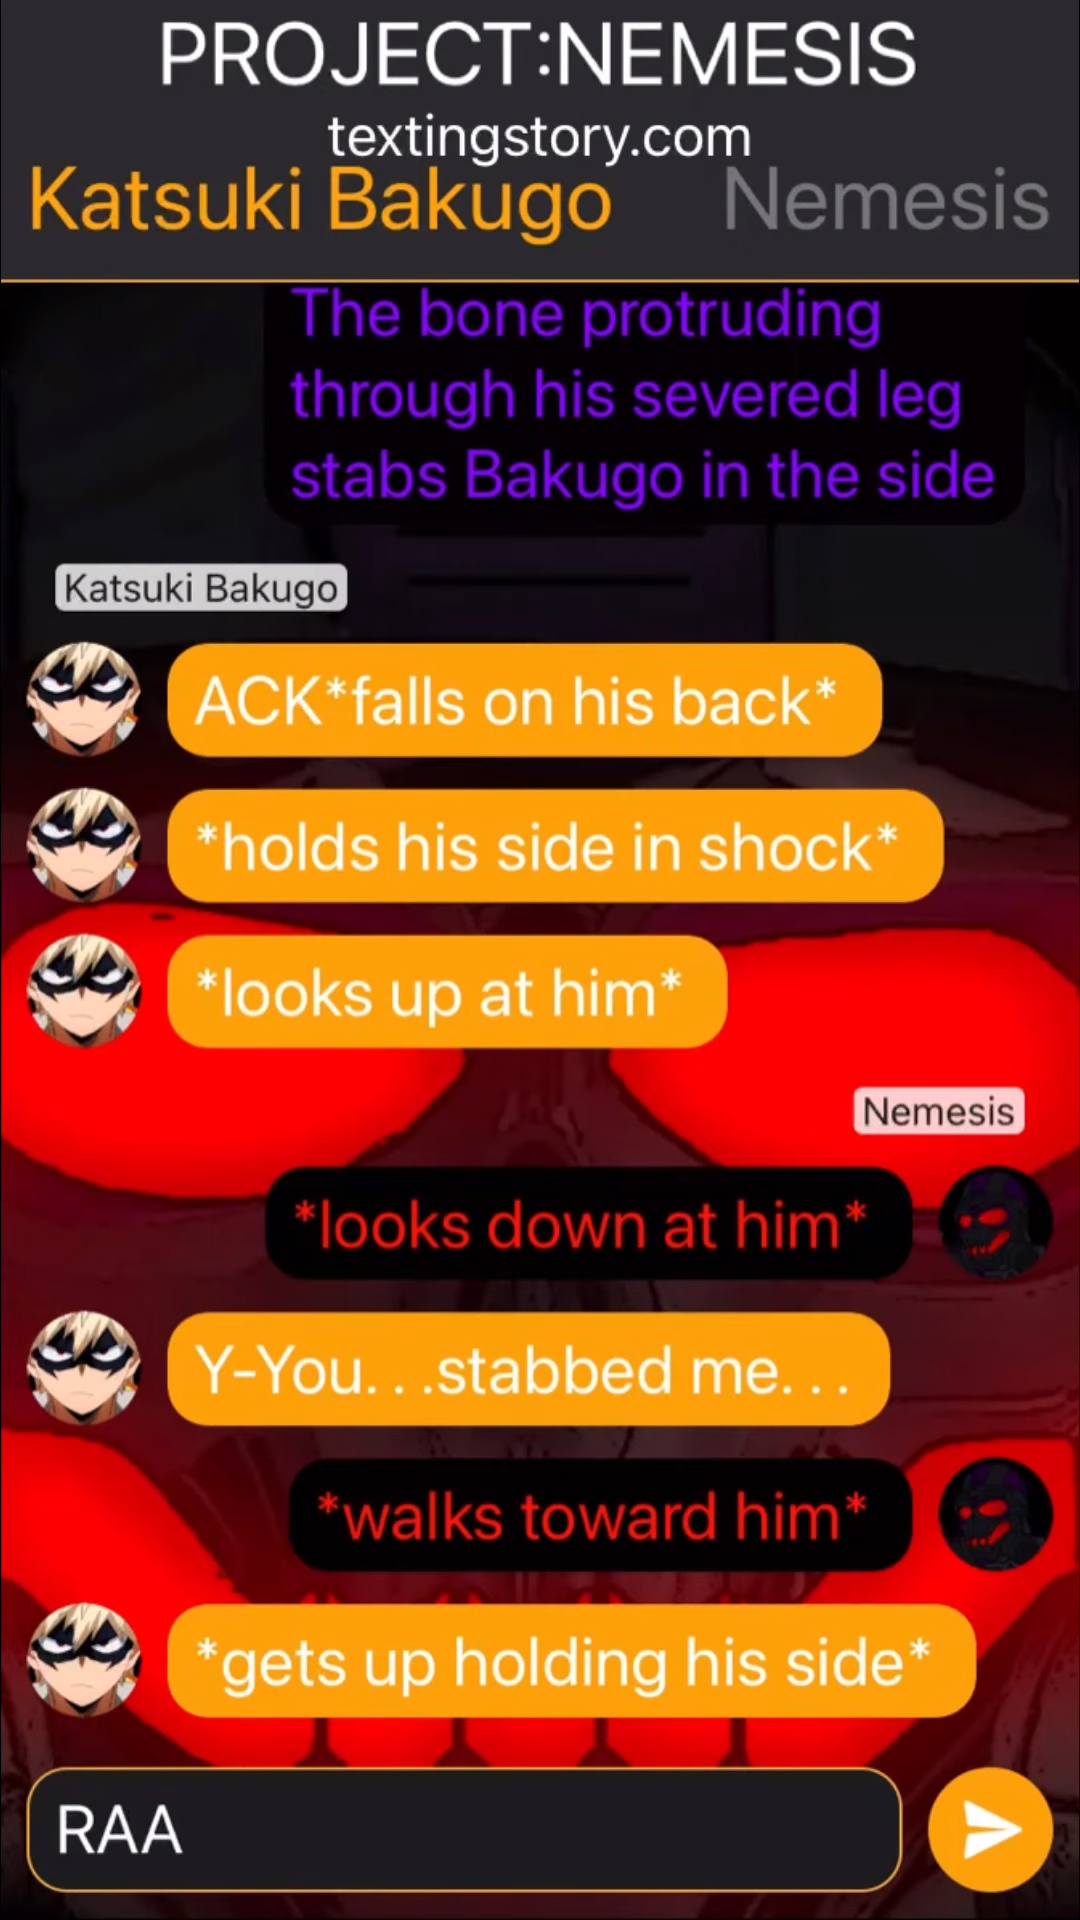 PROJECT:NEMESIS
textingstory.com
Katsuki Bakugo Nemesis
The bone protruding
through his severed leg
stabs Bakugo in the side
Katsuki Bakugo
ACK*falls on his back*
*holds his side in shock*
*looks up at him*
Nemesis
*looks down at him*
Y-You. . .stabbed me. . .
*walks toward him*
*gets up holding his side*
RAA